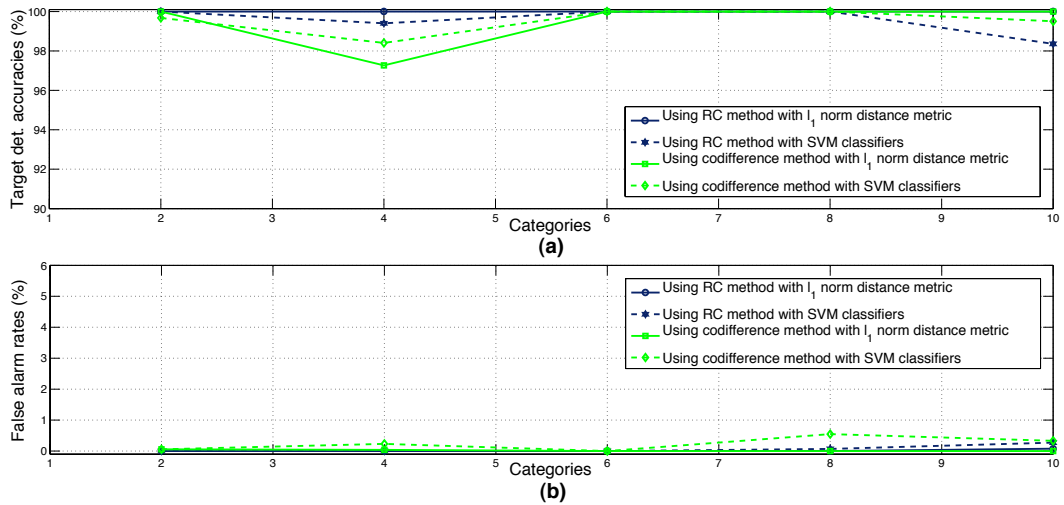 Target det. accuracies (%)
100
98
96
94
92
90
Using RC method with l1 norm distance metric
Using RC method with SVM classifiers
Using codifference method with l1 norm distance metric
Using codifference method with SVM classifiers
1 2 3 4 5 6 7 8 9 10
Categories
(a)
False alarm rates (%)
6
5
4
3
2
1
0
Using RC method with l1 norm distance metric
Using RC method with SVM classifiers
Using codifference method with l1 norm distance metric
Using codifference method with SVM classifiers
1 2 3 4 5 6 7 8 9 10
Categories
(b)